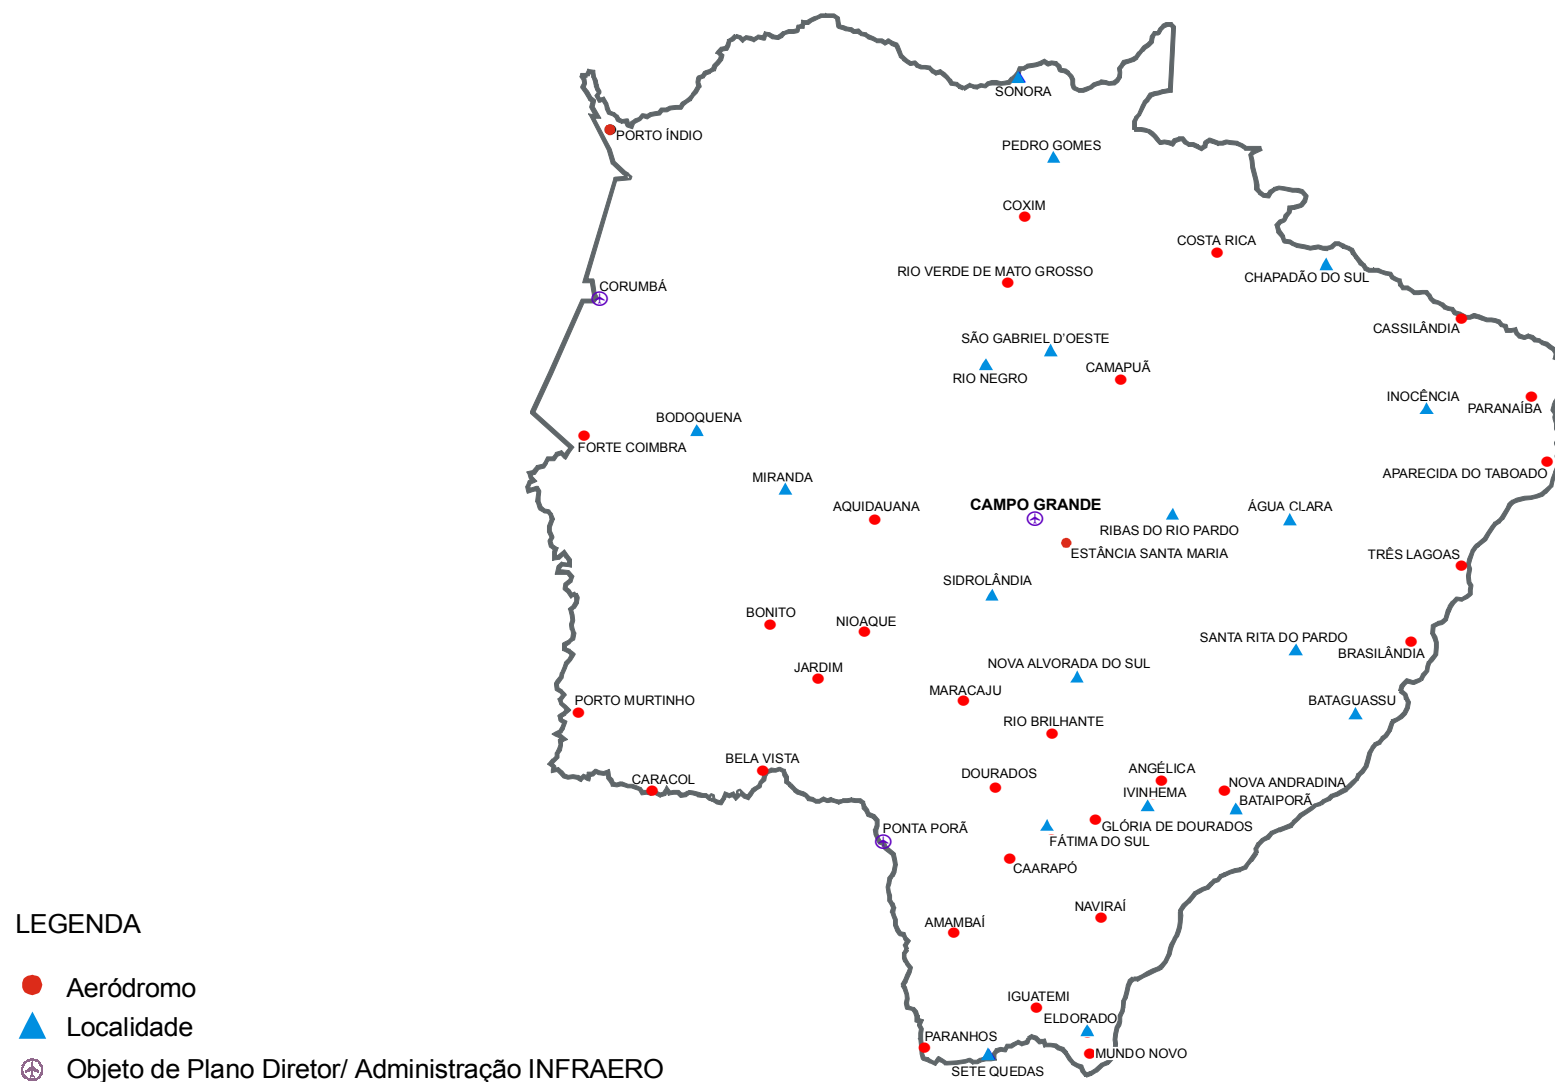 SONORA
PORTO ÍNDIO
PEDRO GOMES
COXIM
COSTA RICA
RIO VERDE DE MATO GROSSO
CHAPADÃO DO SUL
CORUMBÁ
CASSILÂNDIA
SÃO GABRIEL D'OESTE
CAMAPUÃ
RIO NEGRO
INOCÊNCIA
PARANAÍBA
BODOQUENA
FORTE COIMBRA
APARECIDA DO TABOADO
MIRANDA
AQUIDAUANA
CAMPO GRANDE
ÁGUA CLARA
RIBAS DO RIO PARDO
ESTÂNCIA SANTA MARIA
TRÊS LAGOAS
SIDROLÂNDIA
BONITO
NIOAQUE
SANTA RITA DO PARDO
BRASILÂNDIA
NOVA ALVORADA DO SUL
JARDIM
MARACAJU
PORTO MURTINHO
BATAGUASSU
RIO BRILHANTE
BELA VISTA
CARACOL
DOURADOS
ANGÉLICA
NOVA ANDRADINA
IVINHEMA
BATAIPORÃ
PONTA PORÃ
GLÓRIA DE DOURADOS
FÁTIMA DO SUL
CAARAPÓ
NAVIRAÍ
AMAMBAÍ
IGUATEMI
ELDORADO
PARANHOS
MUNDO NOVO
SETE QUEDAS
LEGENDA
Aeródromo
Localidade
Objeto de Plano Diretor/ Administração INFRAERO